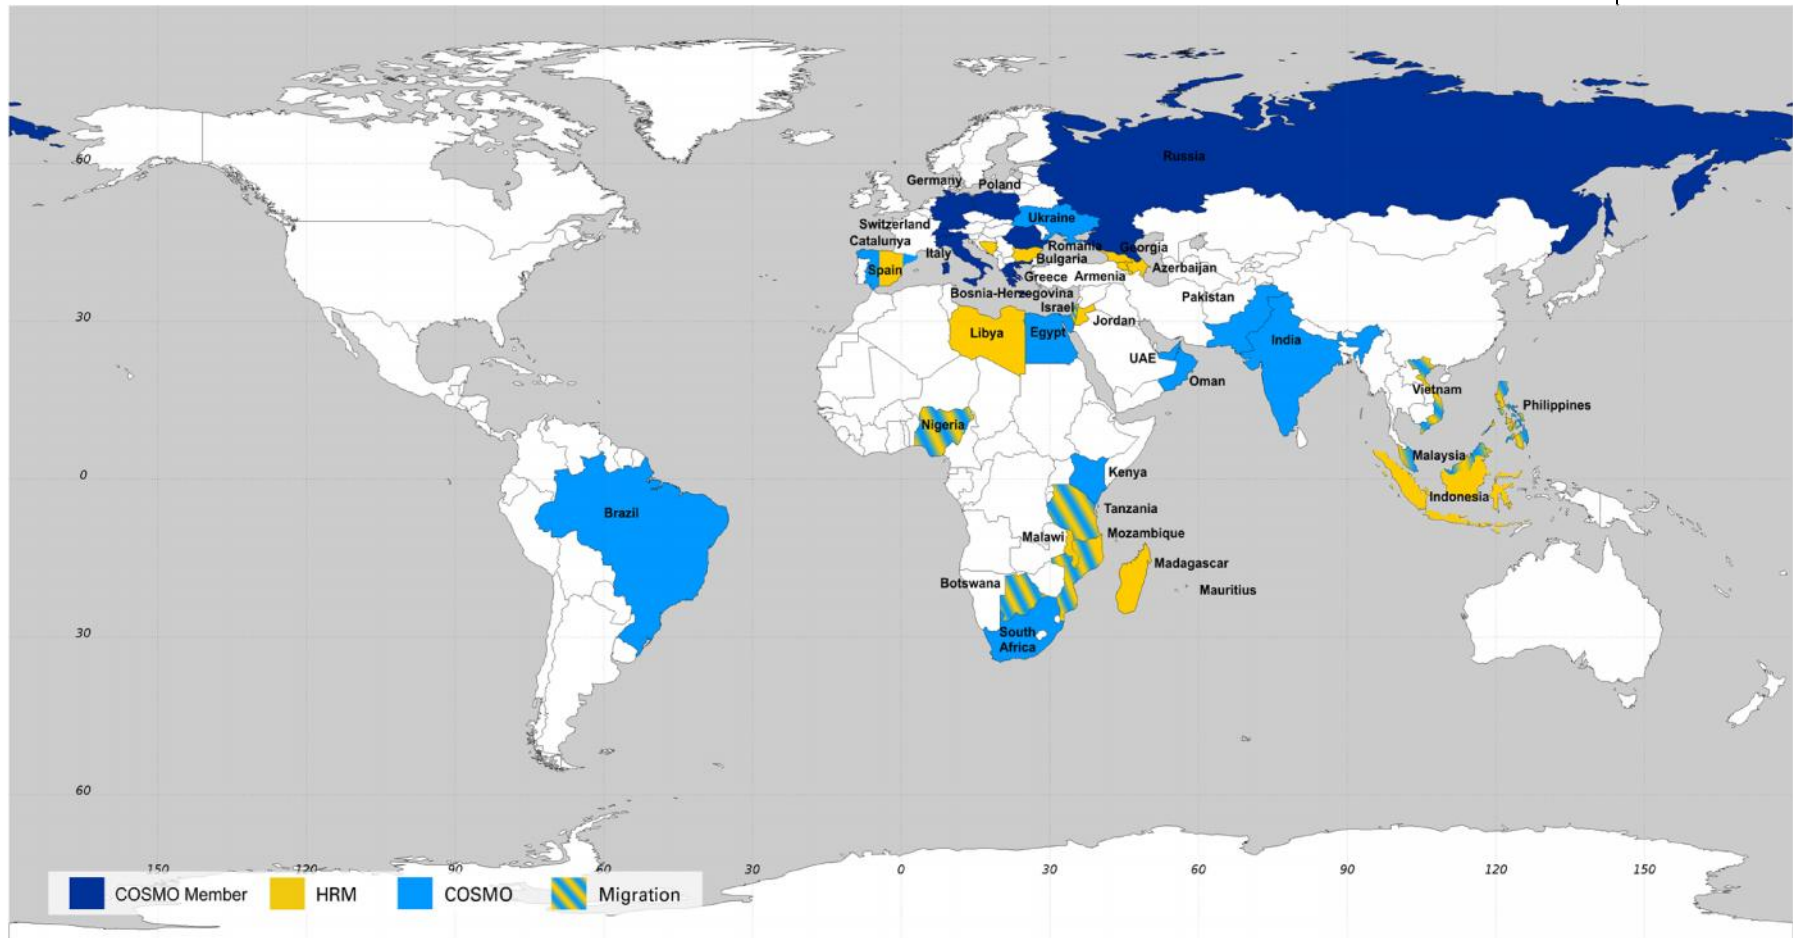 60
Russia
Germany
Poland
Ukraine
Switzerland
Catalunya
Romania
Georgia
Italy
Bulgaria
Spain
Azerbaijan
Greece
Armenia
Bosnia-Herzegovina
Pakistan
Israel
30
Jordan
Libya
Egypt
India
UAE
Oman
Vietnam
Philippines
Nigeria
Malaysia
0
Kenya
Indonesia
Brazil
Tanzania
Malawi
Mozambique
Madagascar
Botswana
Mauritius
30
South
Africa
60
150 120 90 60 30 0 30 60 90 120 150
COSMO Member HRM COSMO Migration